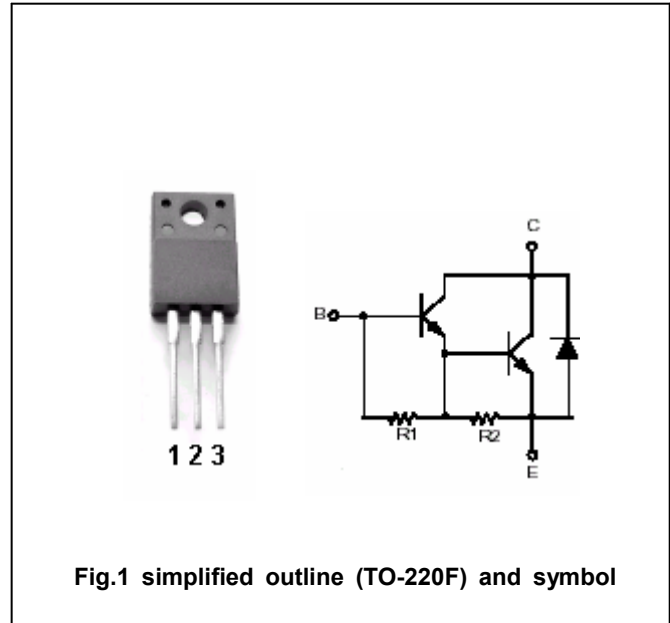 C
B
R1 R2
E
1 2 3
Fig.1 simplified outline (TO-220F) and symbol